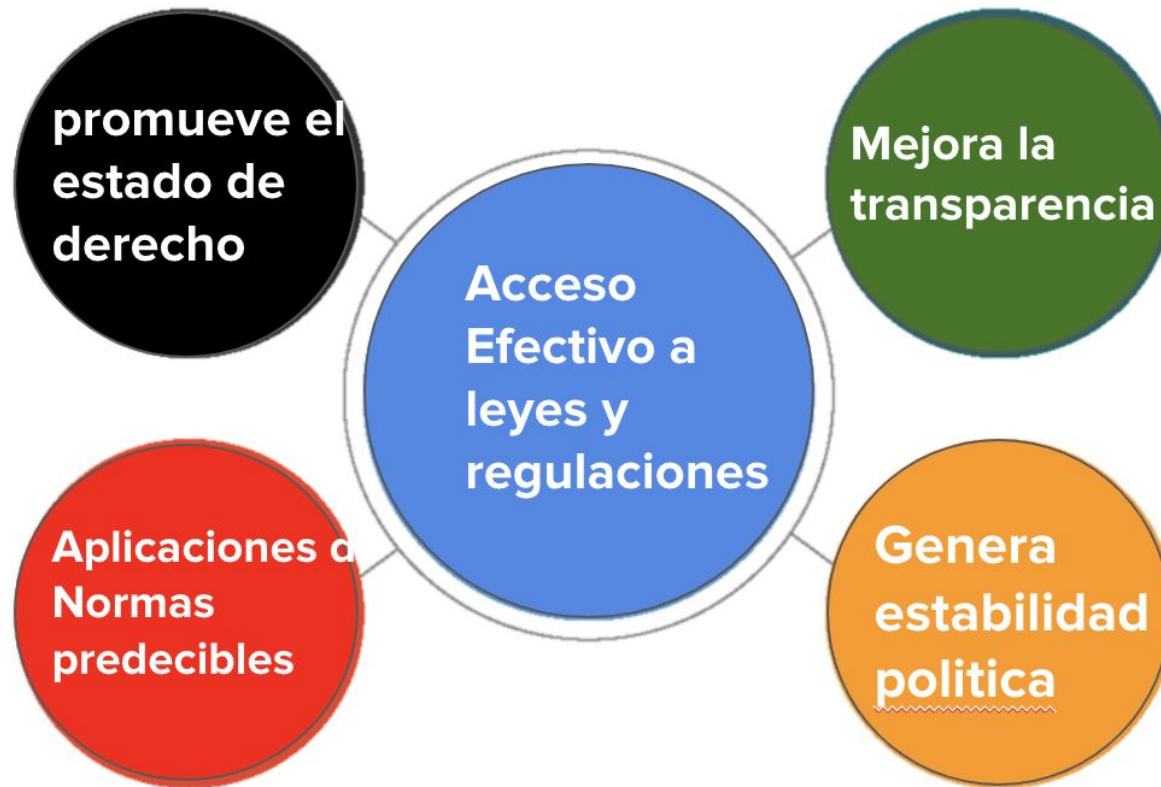 promueve el
estado de
derecho
Mejora la
transparencia
Acceso
Efectivo a
leyes y
regulaciones
Aplicaciones d
Normas
predecibles
Genera
estabilidad
politica